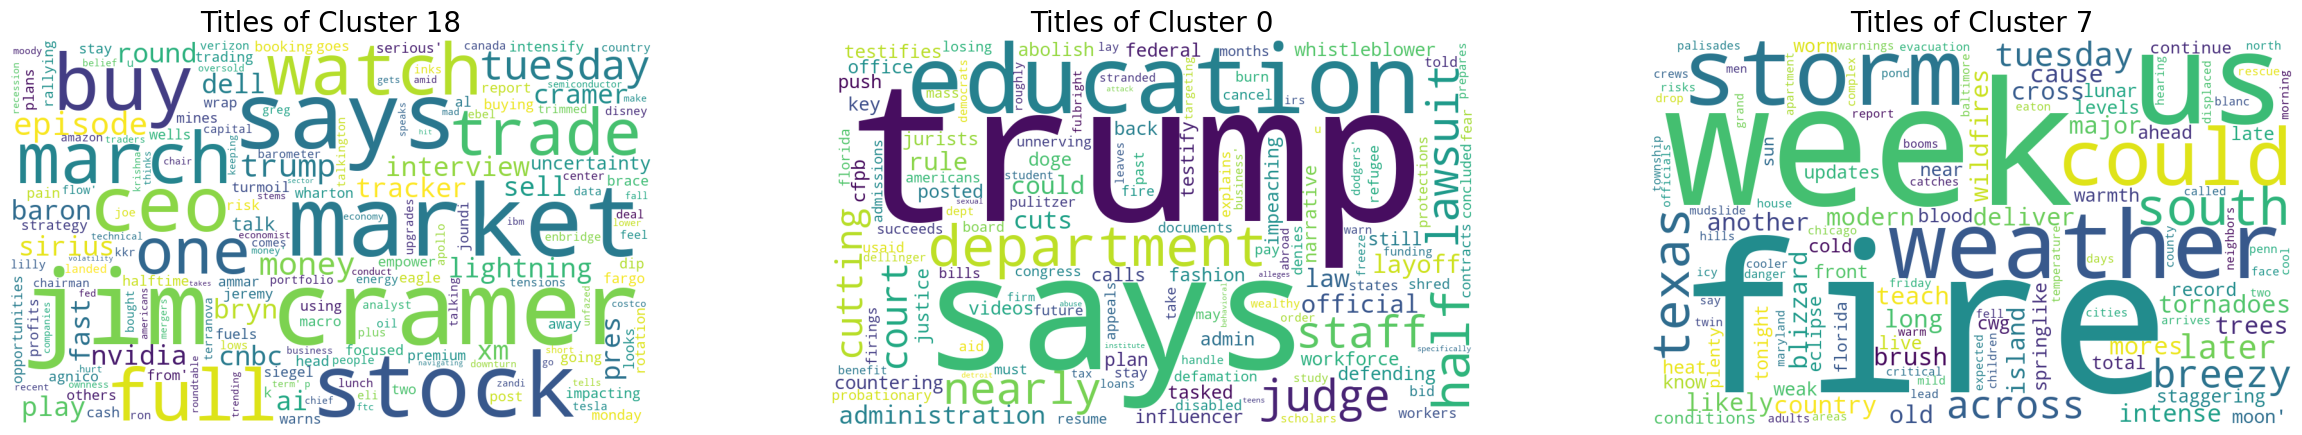 Titles of Cluster 18
moody stay verizon booking goes serious' canada intensify country
belief u round trading oversold inks gets amid report semiconductor make
recession plans rallying buy dell watch tuesday
wrap greg al buying trimmed cramer
episode mines says speaks rebel mad hit disney
amazon wells capital trade
traders krishna thinks chair keeping barometer talkington interview uncertainty
march trump
pain flow' turmoil wharton tracker sell center data brace fall
ceo stems market upgrades journdi ibm deal
baron joe risk talk economy apollo lower feel
strategy technical economist comes money enbridge
sirius kkr one volatility money empower eagle lightning dip
lilly landed halftime ammar conduct energy tensions fargo
chairman fed takes jeremy portfolio analyst costco
opportunities profits companies fast bought mergers americans bryn using macro oil talking away unfazed rotation
jim cramer
fuels terranova plus
hurt nvidia lows business focused premium xm short going looks
cnbc head people navigating downturn go pres
agnico from' siegel lunch zandi impacting
recent ownness roundtable trending full term' p k eli two stock tells
others ai chief post tesla
play cash ron warns ftc monday
Titles of Cluster 0
testifies losing abolish lay federal months whistleblower
office push mass democrats roughly education stranded attack burn told
key unnerving fulbright cancel targeting irs lawsuit prepares
trump
florida admissions jurists back testify u fear
rule doge past explains business' narrative dodgers' refugee protections
cfpb americans could student leaves impeaching
posted pulitzer fire sexual
cutting succeeds dept cuts concluded
board documents denies warn still
usaid department abroad pay freezer funding
dellinger congress alleges layoff contracts
court bills calls fashion law states shred
justice says firm abuse appeals take behavioral wealthy official
videos future may order half
firings nearly aid institute admin staff
benefit must plan handle workforce
probationary countering detroit tax stay defamation study defending
loans teens tasked judge bid specifically
administration resume influencer disabled scholars workers
Titles of Cluster 7
palisades worm warnings evacuation tuesday continue north
crews men storm pond cause us hearing rescue
risks apartment complex cross lunar displaced
drop grand baltimore eaton levels blanc morning
week report major ahead late
sun booms near wildfires could
township officials updates catches warmth called
house south
mudslide modern blood deliver
texas another weather county neighbors penn
hills chicago cold temperature face cool
icy cooler danger front days
heat plenty tonight blizzard eclipse friday teach record two
say fire cities tornadoes
know twin florida long cwg arrives
maryland live warm fell trees
weak brush expected children island springlike mores later
total
likely critical mild breezy
conditions country lead staggering
adults areas old across intense moon'